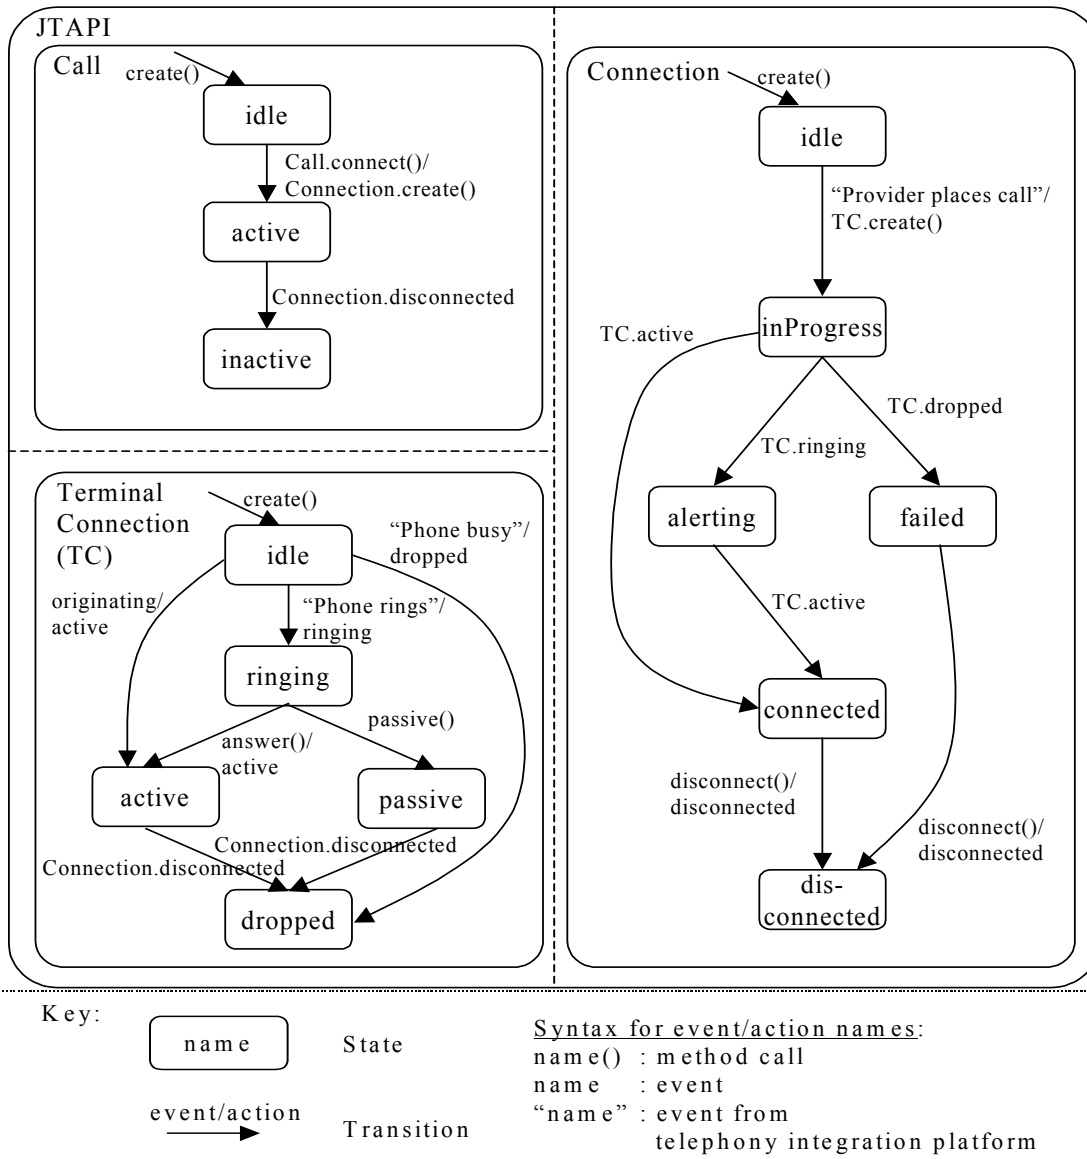 JTAPI
Call
create()
idle
Call.connect()/
Connection.create()
active
Connection.disconnected
inactive
Terminal
Connection
(TC)
create()
idle
“Phone busy”/
dropped
originating/
active
“Phone rings”/
ringing
ringing
answer()/
active
passive()
active
passive
Connection.disconnected
Connection.disconnected
dropped
Connection
create()
idle
“Provider places call”/
TC.create()
inProgress
TC.active
TC.dropped
TC.ringing
alerting
failed
TC.active
connected
disconnect()/
disconnected
disconnect()/
disconnected
dis-
connected
Key:
name
State
event/action
Transition
Syntax for event/action names:
name() : method call
name : event
“name” : event from
telephony integration platform